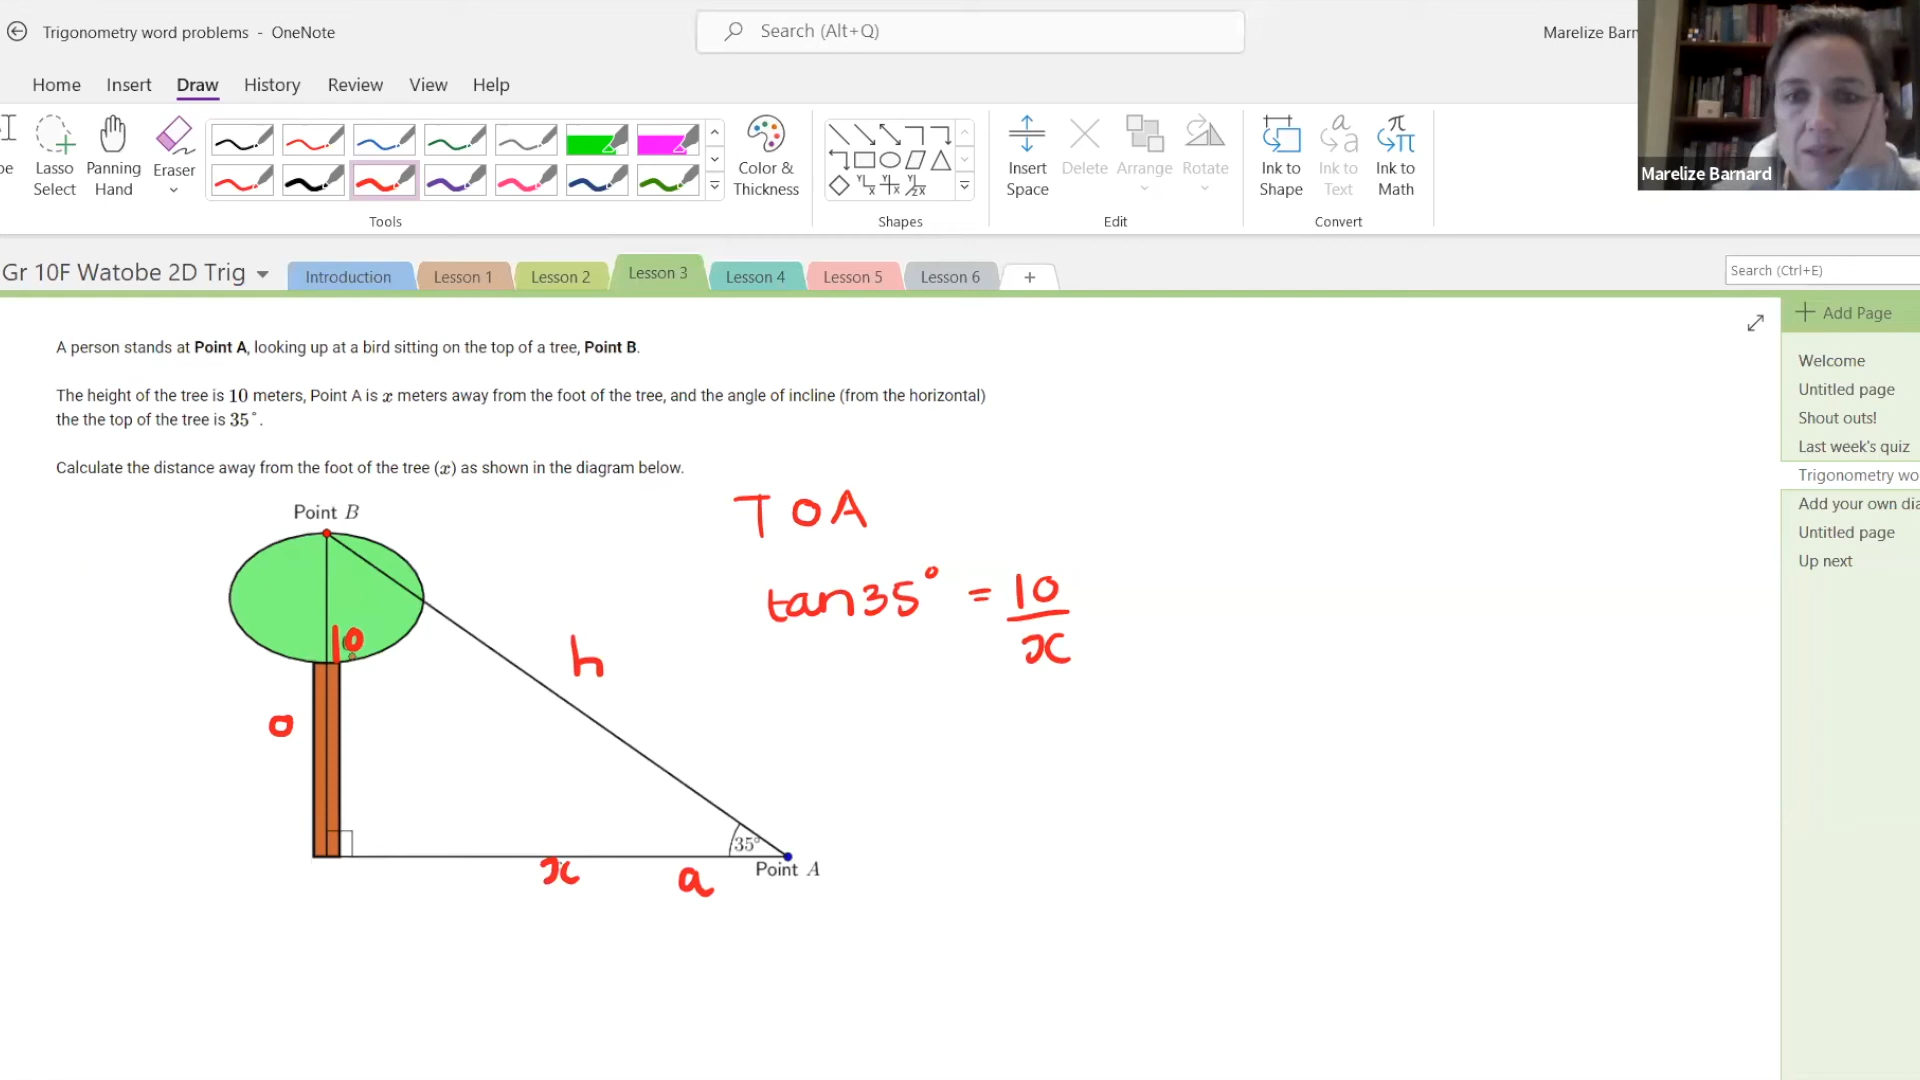 Trigonometry word problems - OneNote
Search (Alt+Q)
Marelize Barn
Marelize Barnard
Home Insert Draw History Review View Help
Lasso Select
Panning Hand
Eraser
Color & Thickness
Insert Space
Delete
Arrange
Rotate
Ink to Shape
Ink to Text
Ink to Math
Tools
Shapes
Edit
Convert
Gr 10F Watobe 2D Trig
Introduction
Lesson 1
Lesson 2
Lesson 3
Lesson 4
Lesson 5
Lesson 6
+
Search (Ctrl+E)
Add Page
Welcome
Untitled page
Shout outs!
Last week's quiz
Trigonometry wo
Add your own dia
Untitled page
Up next
A person stands at Point A, looking up at a bird sitting on the top of a tree, Point B.
The height of the tree is 10 meters, Point A is x meters away from the foot of the tree, and the angle of incline (from the horizontal)
the the top of the tree is 35°.
Calculate the distance away from the foot of the tree (x) as shown in the diagram below.
Point B
TOA
tan35° = 10/x
10
h
o
35°
Point A
x
a